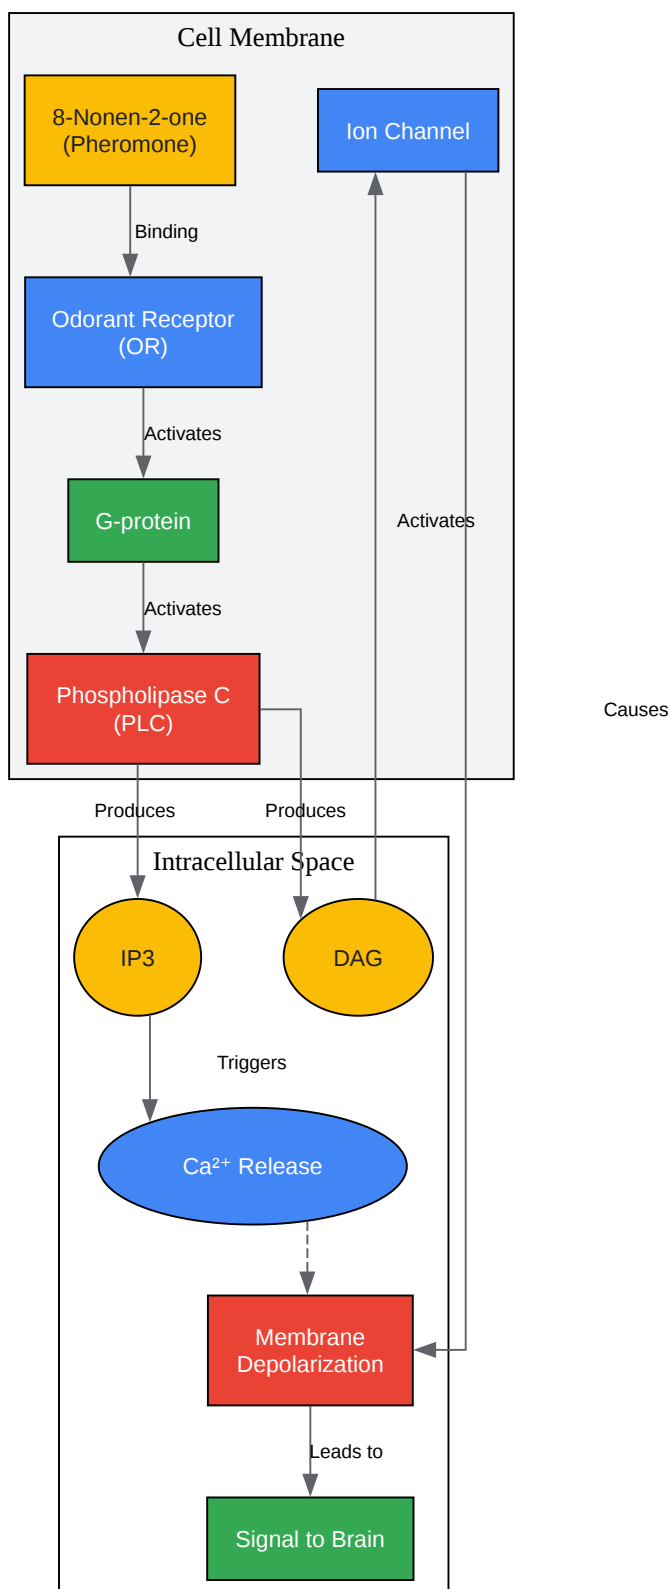 Cell Membrane
8-Nonen-2-one
(Pheromone)
Ion Channel
Binding
Odorant Receptor
(OR)
Activates
G-protein
Activates
Activates
Phospholipase C
(PLC)
Causes
Produces
Produces
Intracellular Space
IP3
DAG
Triggers
Ca²⁺ Release
Membrane
Depolarization
Leads to
Signal to Brain